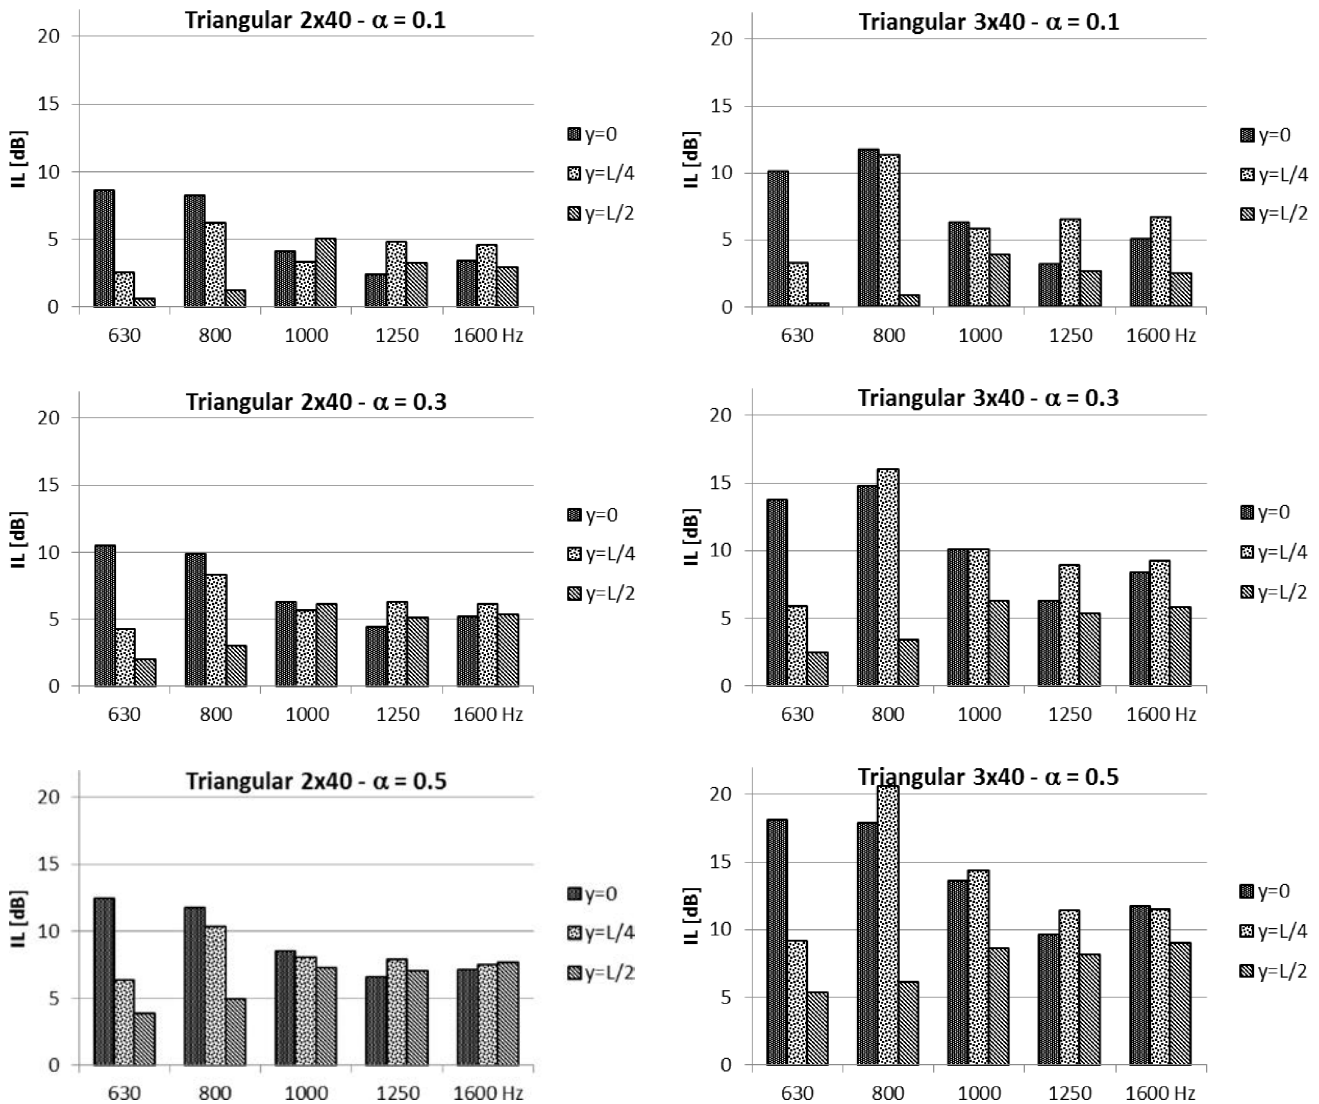 Triangular 2x40 - α = 0.1
20
15
10
5
0
IL [dB]
630 800 1000 1250 1600 Hz
y=0
y=L/4
y=L/2
Triangular 3x40 - α = 0.1
20
15
10
5
0
IL [dB]
630 800 1000 1250 1600 Hz
y=0
y=L/4
y=L/2
Triangular 2x40 - α = 0.3
20
15
10
5
0
IL [dB]
630 800 1000 1250 1600 Hz
y=0
y=L/4
y=L/2
Triangular 3x40 - α = 0.3
20
15
10
5
0
IL [dB]
630 800 1000 1250 1600 Hz
y=0
y=L/4
y=L/2
Triangular 2x40 - α = 0.5
20
15
10
5
0
IL [dB]
630 800 1000 1250 1600 Hz
y=0
y=L/4
y=L/2
Triangular 3x40 - α = 0.5
20
15
10
5
0
IL [dB]
630 800 1000 1250 1600 Hz
y=0
y=L/4
y=L/2